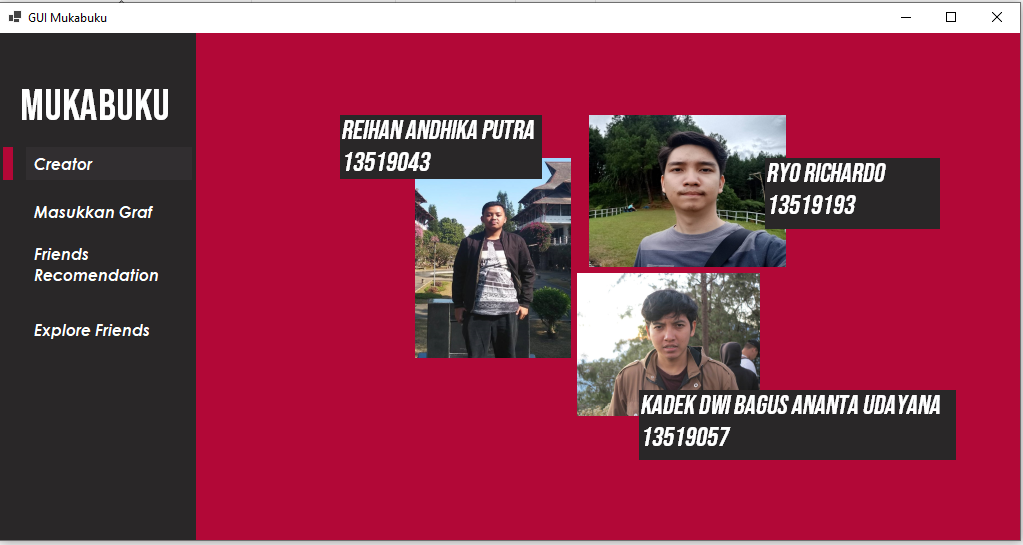 GUI Mukabuku
MUKABUKU
Creator
Masukkan Graf
Friends
Recomendation
Explore Friends
REIHAN ANDHIKA PUTRA
13519043
RYO RICHARDO
13519193
KADEK DWI BAGUS ANANTA UDAYANA
13519057